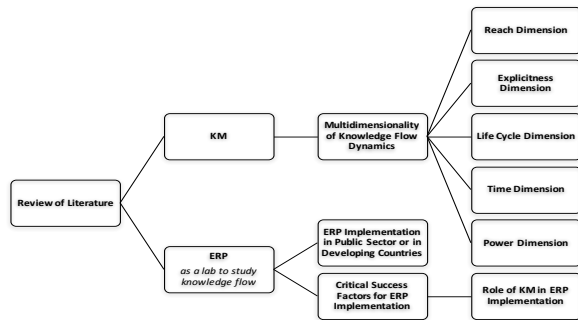 Reach Dimension
Explicitness
Dimension
KM
Multidimensionality
of Knowledge Flow
Dynamics
Life Cycle Dimension
Review of Literature
Time Dimension
ERP
as a lab to study
knowledge flow
ERP Implementation
in Public Sector or in
Developing Countries
Power Dimension
Critical Success
Factors for ERP
Implementation
Role of KM in ERP
Implementation